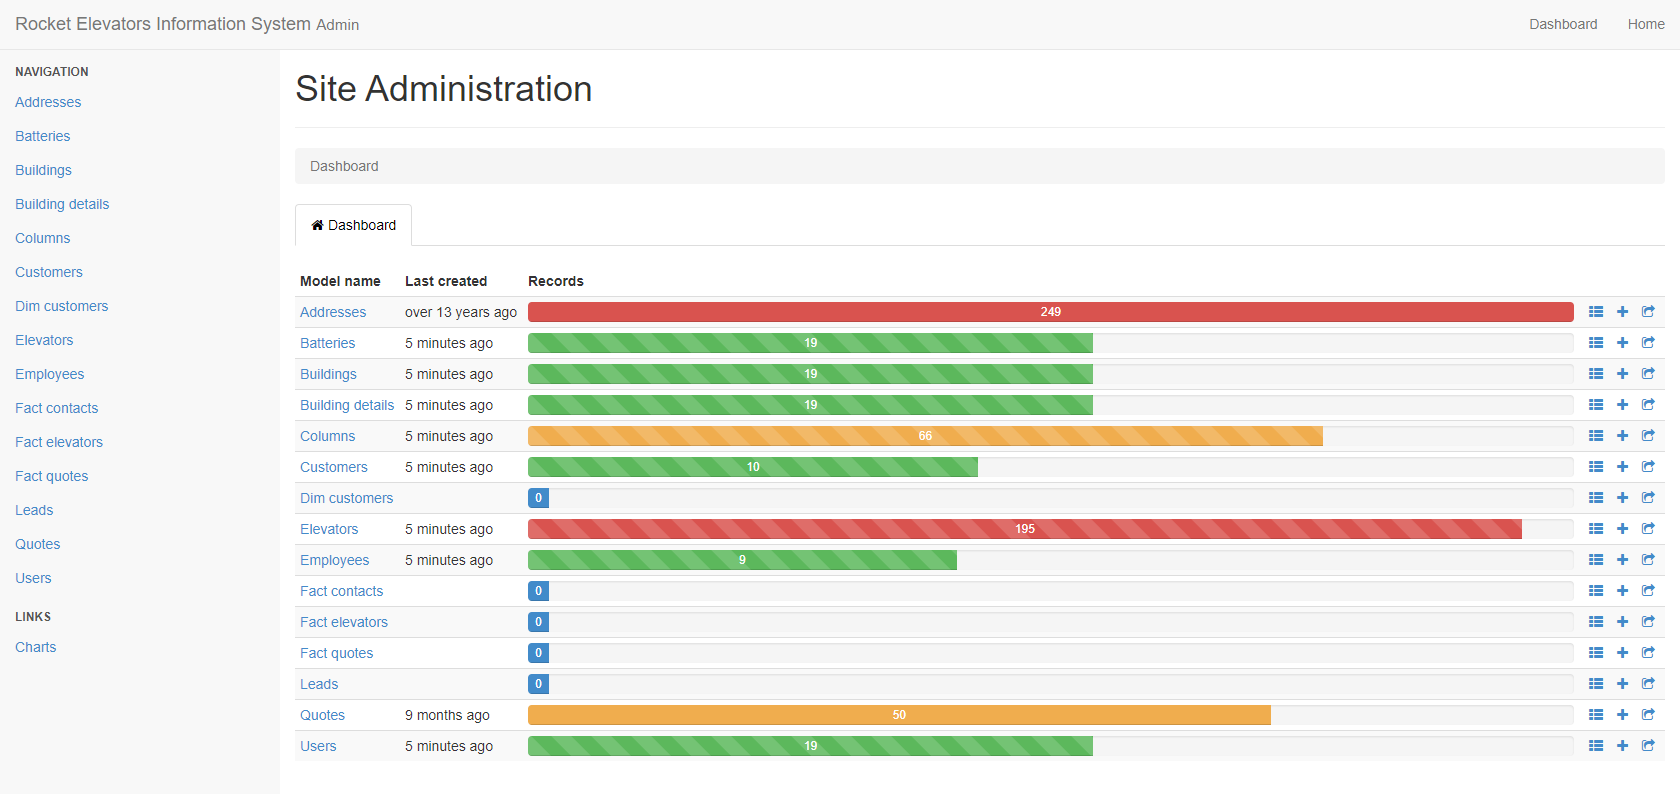 Rocket Elevators Information System Admin
Dashboard Home
NAVIGATION
Addresses
Batteries
Buildings
Building details
Columns
Customers
Dim customers
Elevators
Employees
Fact contacts
Fact elevators
Fact quotes
Leads
Quotes
Users
LINKS
Charts
Site Administration
Dashboard
Dashboard
Model name Last created Records
Addresses over 13 years ago 249
Batteries 5 minutes ago 19
Buildings 5 minutes ago 19
Building details 5 minutes ago 19
Columns 5 minutes ago 66
Customers 5 minutes ago 10
Dim customers 0
Elevators 5 minutes ago 195
Employees 5 minutes ago 9
Fact contacts 0
Fact elevators 0
Fact quotes 0
Leads 0
Quotes 9 months ago 50
Users 5 minutes ago 19